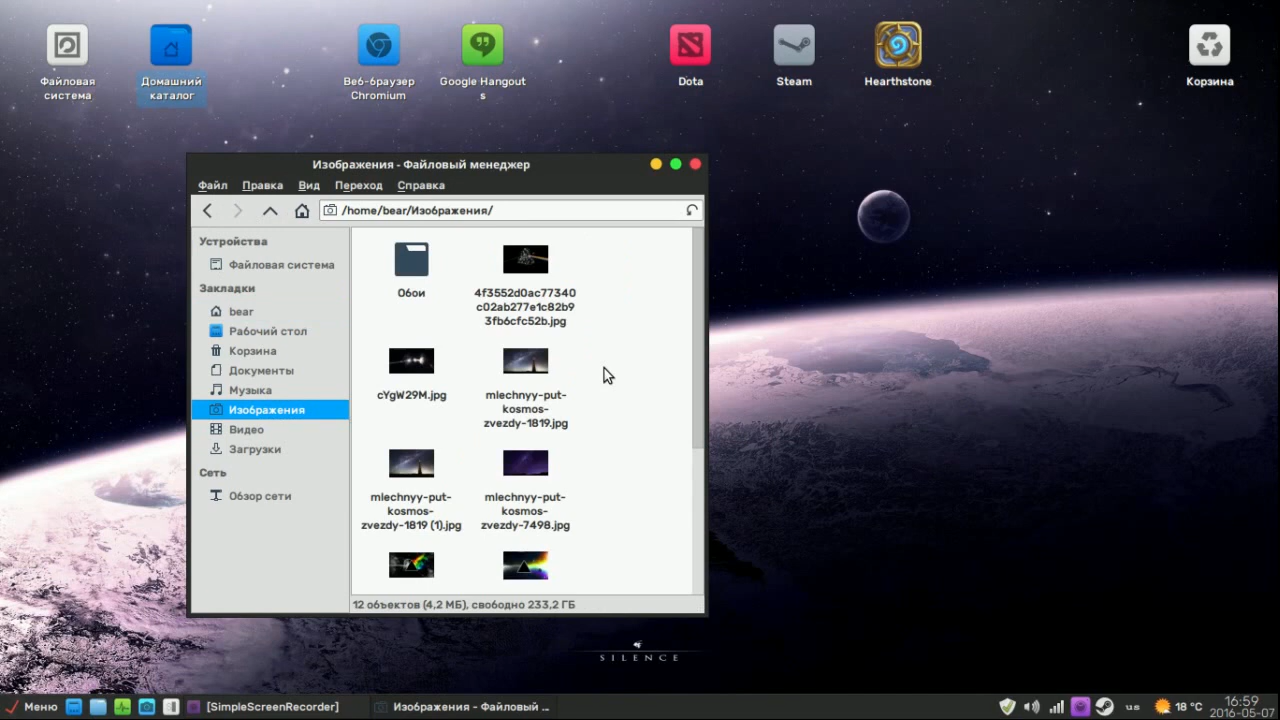 Файловая
система
Домашний
каталог
Веб-браузер
Chromium
Google Hangout
s
Dota
Steam
Hearthstone
Корзина
Изображения - Файловый менеджер
Файл Правка Вид Переход Справка
/home/bear/Изображения/
Устройства
Файловая система
Закладки
bear
Рабочий стол
Корзина
Документы
Музыка
Изображения
Видео
Загрузки
Сеть
Обзор сети
Обои
4f3552d0ac77340
c02ab277e1c82b9
3fb6cfc52b.jpg
cYgW29M.jpg
mlechnyy-put-
kosmos-
zvezdy-1819.jpg
mlechnyy-put-
kosmos-
zvezdy-1819 (1).jpg
mlechnyy-put-
kosmos-
zvezdy-7498.jpg
12 объектов (4,2 МБ), свободно 233,2 ГБ
SILENCE
Меню
[SimpleScreenRecorder]
Изображения - Файловый ...
us
18 °C
16:59
2016-05-07